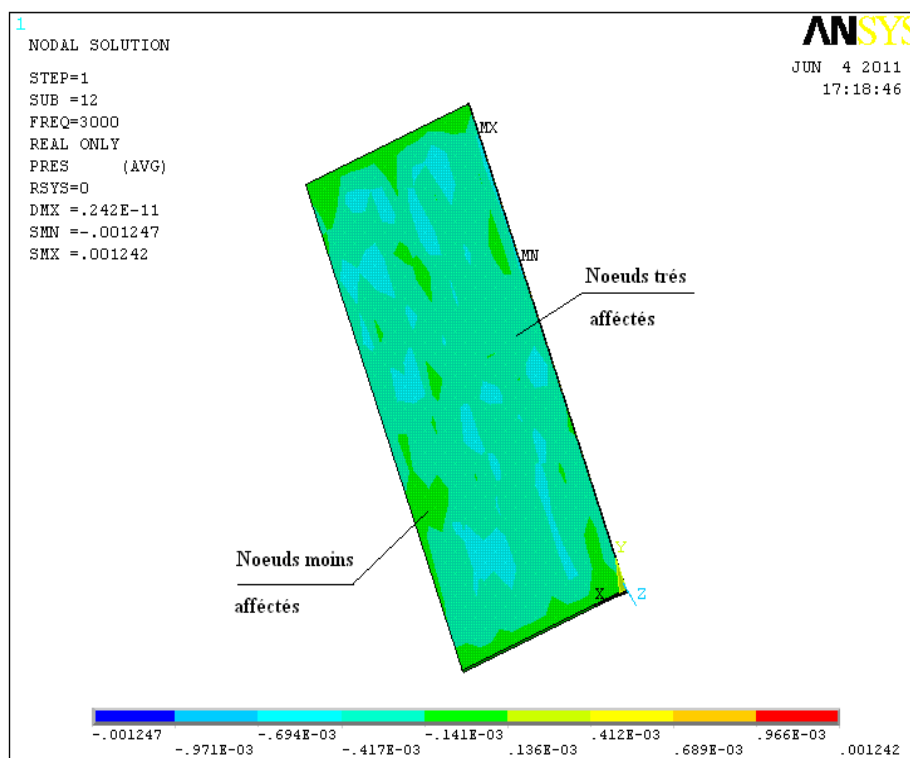 1
NODAL SOLUTION
STEP=1
SUB =12
FREQ=3000
REAL ONLY
PRES (AVG)
RSYS=0
DMX =.242E-11
SMN =-.001247
SMX =.001242
ANSYS
JUN 4 2011
17:18:46
MX
MN
Noeuds trés
afféctés
Noeuds moins
afféctés
Y
X Z
-.001247 -.694E-03 -.141E-03 .412E-03 .966E-03
-.971E-03 -.417E-03 .136E-03 .689E-03 .001242